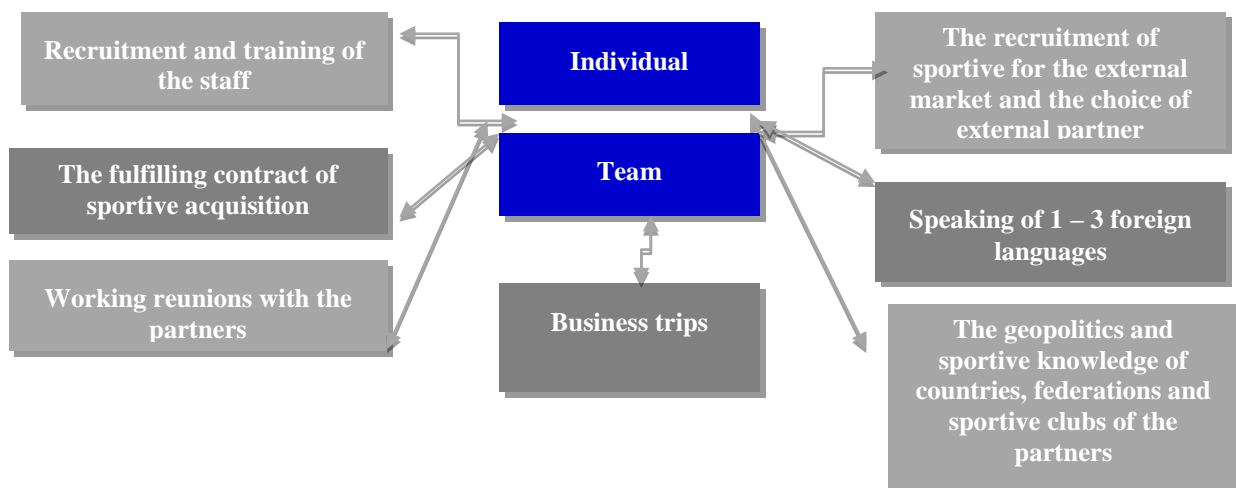 Recruitment and training of
the staff
The fulfilling contract of
sportive acquisition
Working reunions with the
partners
Individual
Team
Business trips
The recruitment of
sportive for the external
market and the choice of
external partner
Speaking of 1 – 3 foreign
languages
The geopolitics and
sportive knowledge of
countries, federations and
sportive clubs of the
partners